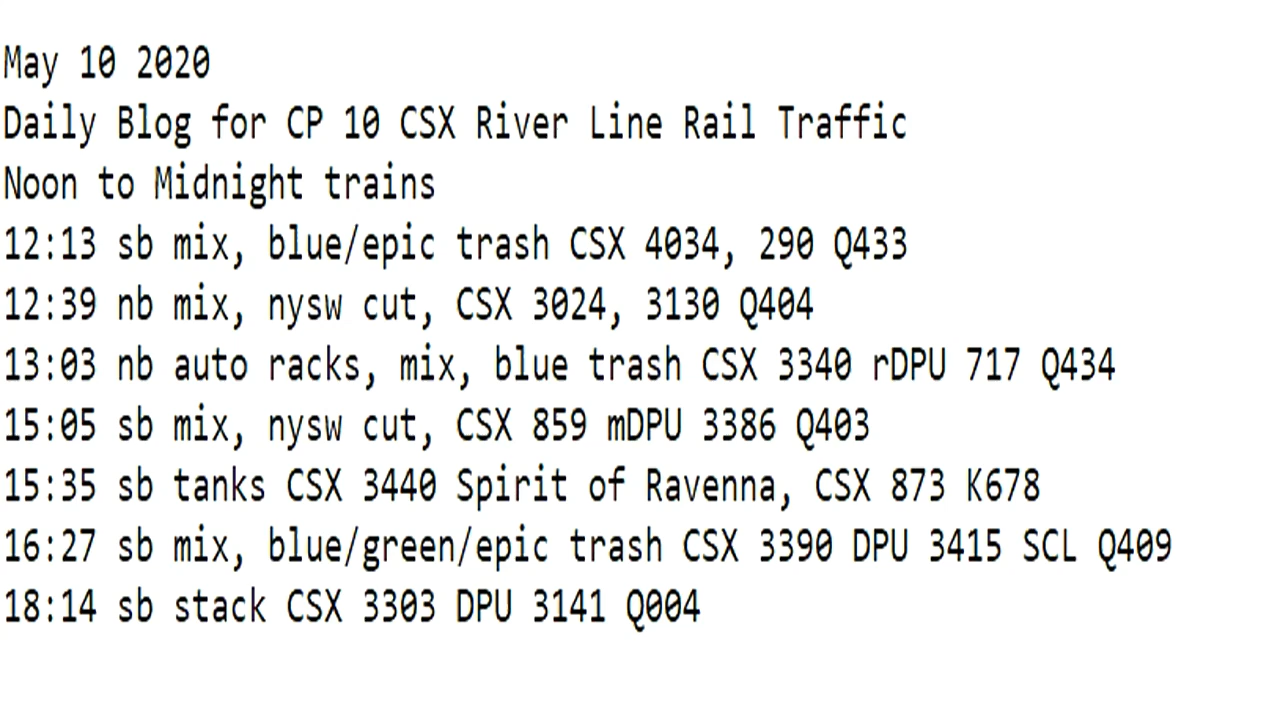 May 10 2020
Daily Blog for CP 10 CSX River Line Rail Traffic
Noon to Midnight trains
12:13 sb mix, blue/epic trash CSX 4034, 290 Q433
12:39 nb mix, nysw cut, CSX 3024, 3130 Q404
13:03 nb auto racks, mix, blue trash CSX 3340 rDPU 717 Q434
15:05 sb mix, nysw cut, CSX 859 mDPU 3386 Q403
15:35 sb tanks CSX 3440 Spirit of Ravenna, CSX 873 K678
16:27 sb mix, blue/green/epic trash CSX 3390 DPU 3415 SCL Q409
18:14 sb stack CSX 3303 DPU 3141 Q004